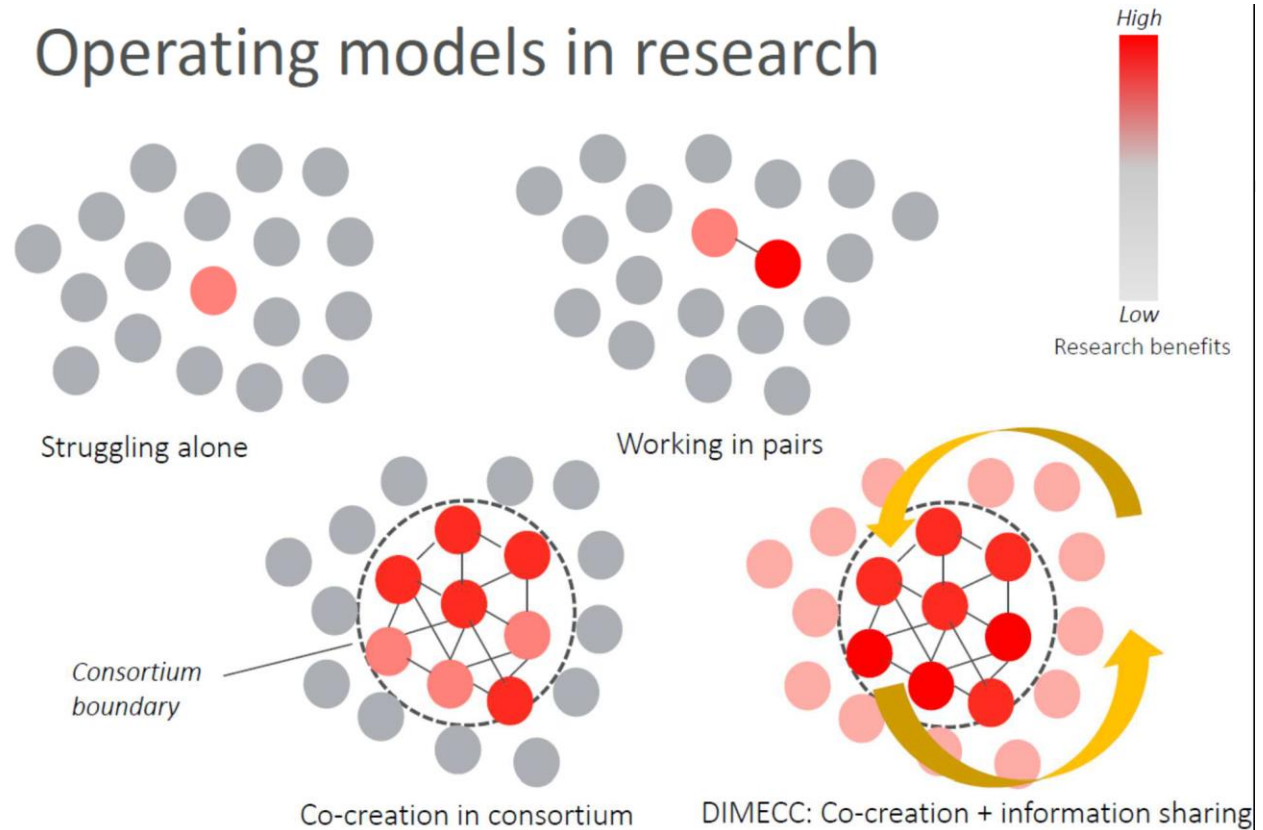 Operating models in research
High
Low
Research benefits
Struggling alone
Working in pairs
Consortium
boundary
Co-creation in consortium
DIMECC: Co-creation + information sharing